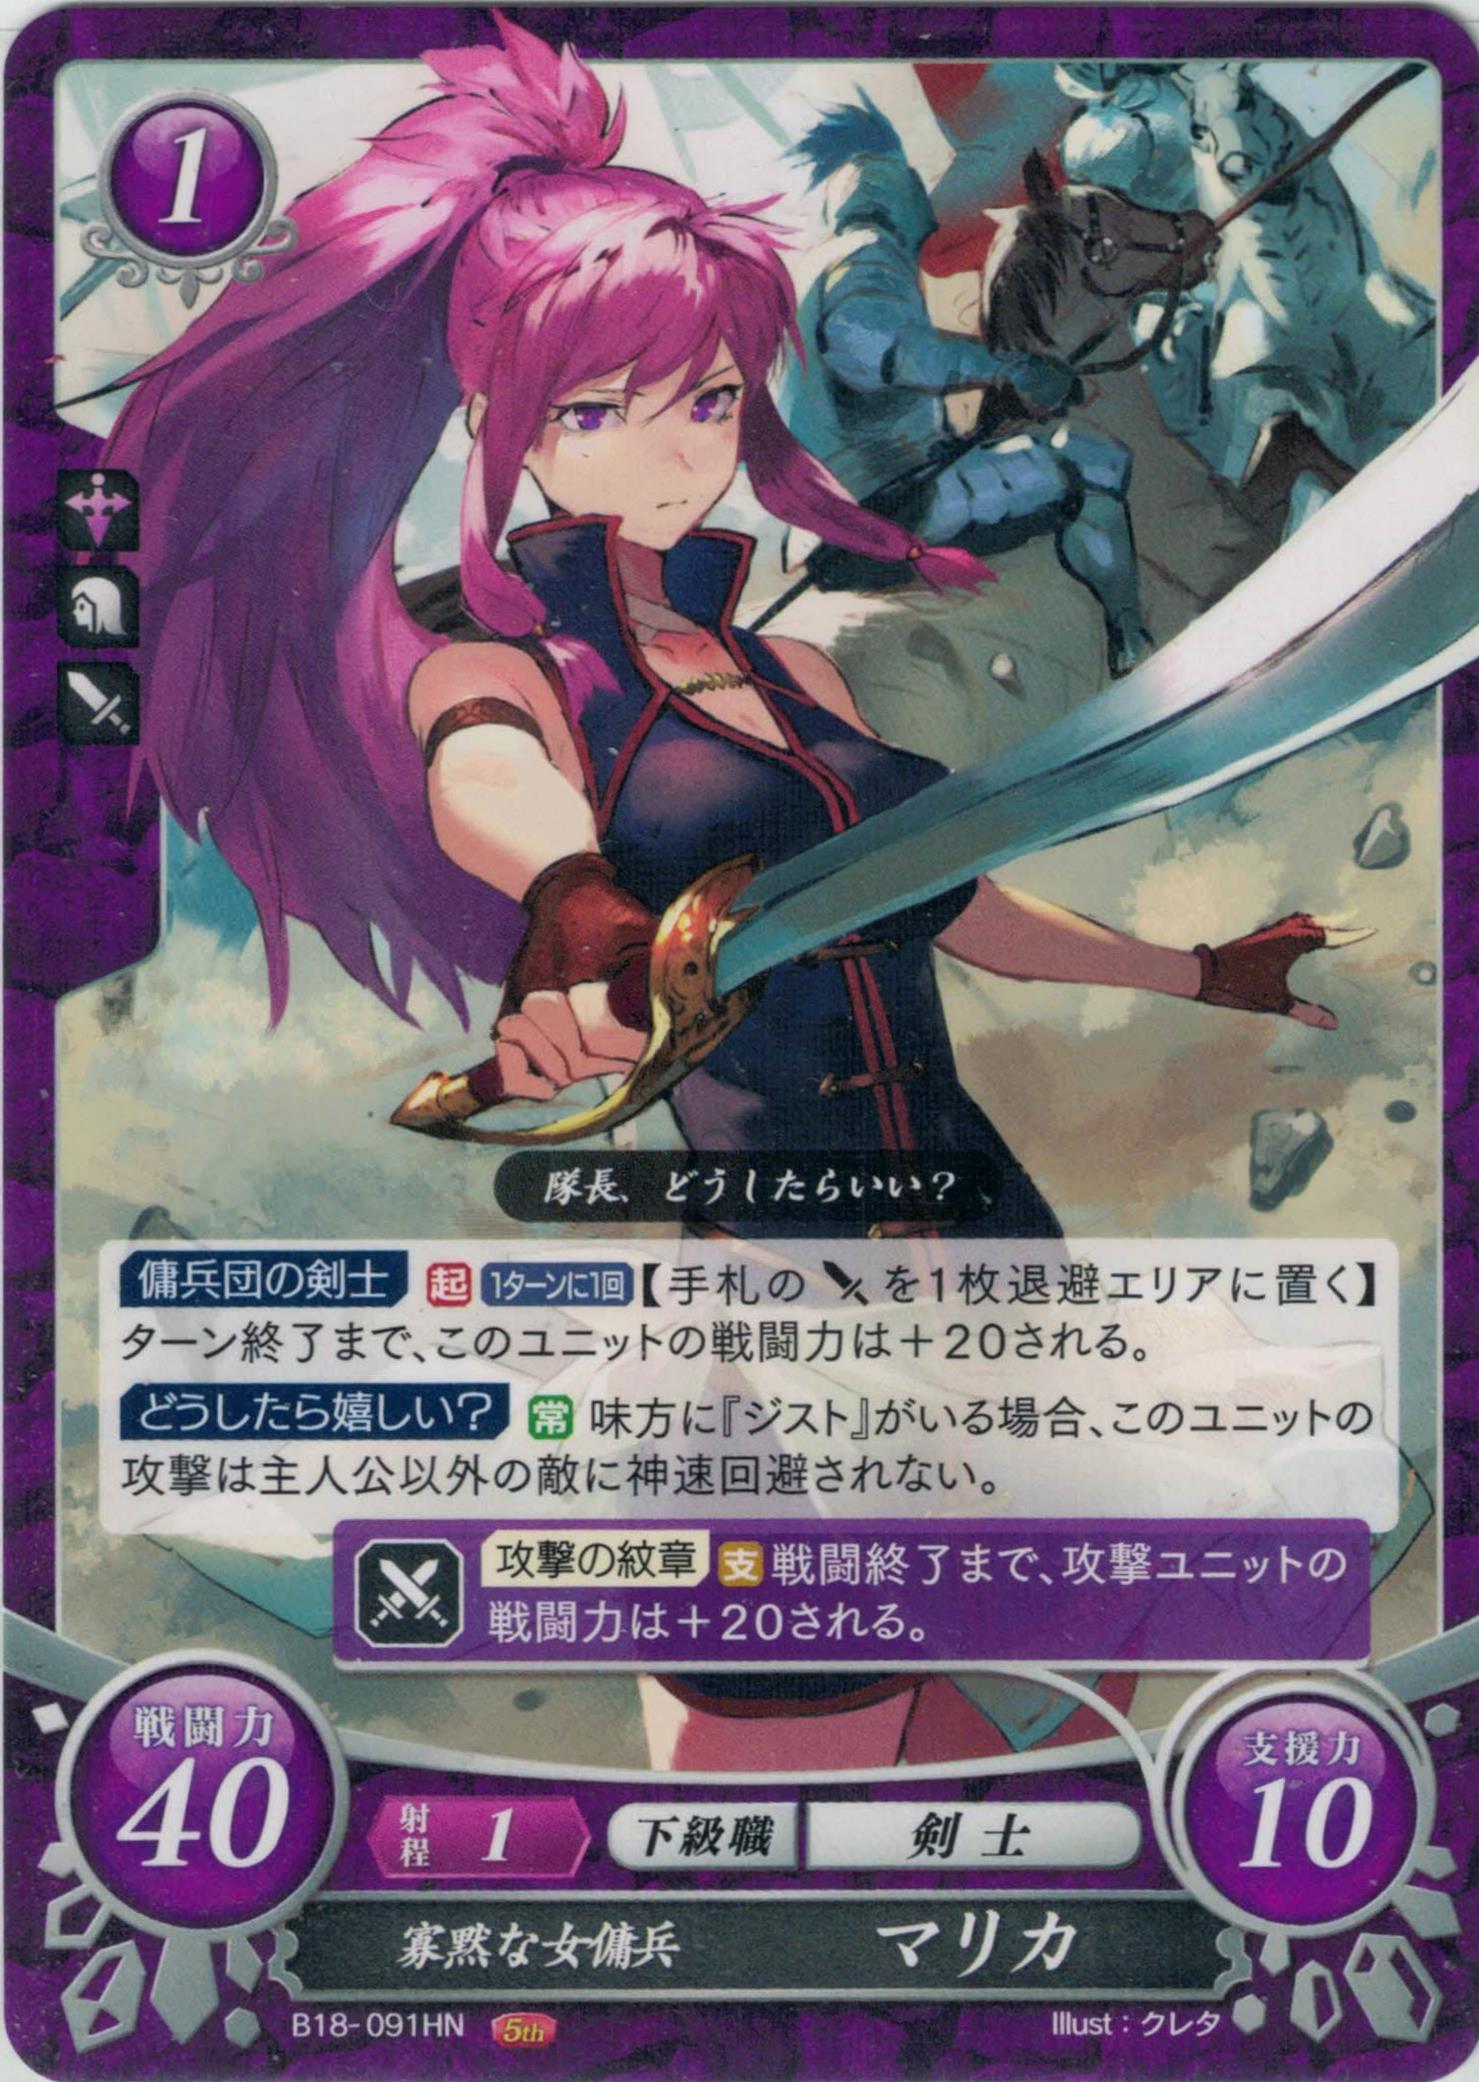 1
隊長、どうしたらいい?
傭兵団の剣士 起 1ターンに1回【手札の を1枚退避エリアに置く】
ターン終了まで、このユニットの戦闘力は+20される。
どうしたら嬉しい? 常 味方に『ジスト』がいる場合、このユニットの
攻撃は主人公以外の敵に神速回避されない。
攻撃の紋章 支 戦闘終了まで、攻撃ユニットの
戦闘力は+20される。
戦闘力
40
射程 1
下級職 剣士
支援力
10
寡黙な女傭兵 マリカ
B18-091HN 5th Illust:クレタ